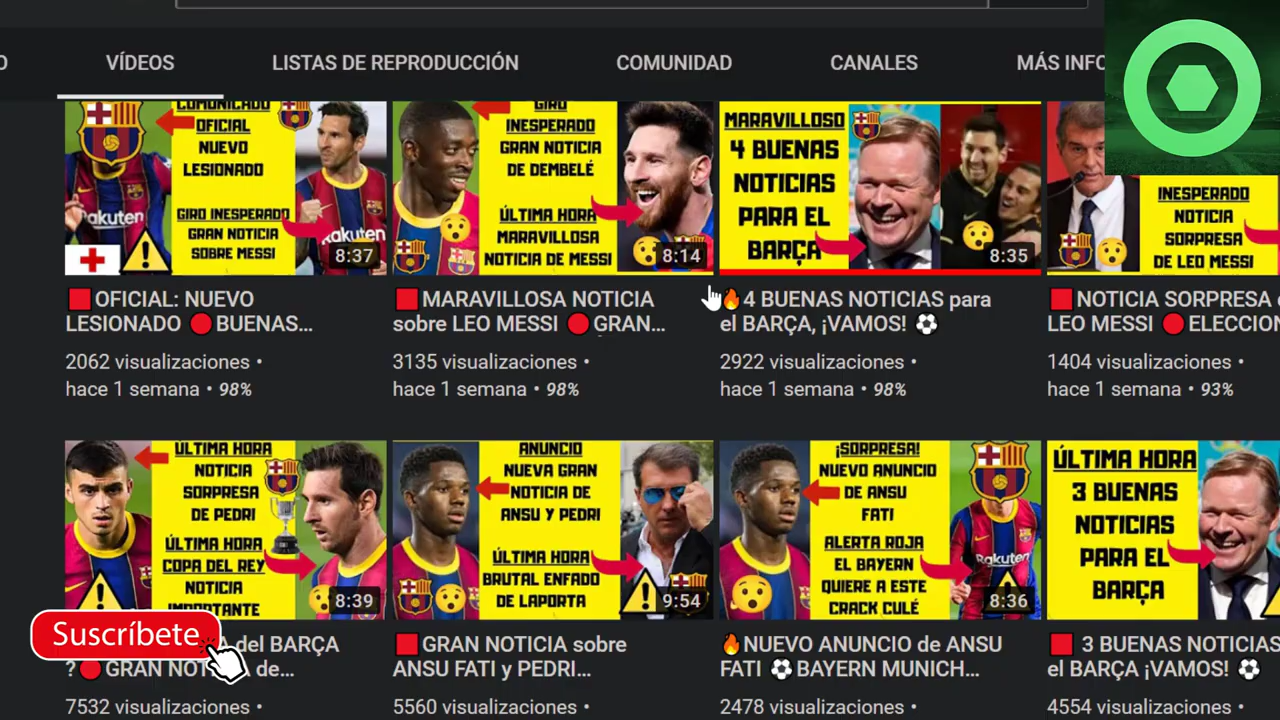 VÍDEOS
LISTAS DE REPRODUCCIÓN
COMUNIDAD
CANALES
MÁS INFO
COMUNICADO
OFICIAL
NUEVO
LESIONADO
GIRO INESPERADO
GRAN NOTICIA
SOBRE MESSI
Rakuten
8:37
GIRO
INESPERADO
GRAN NOTICIA
DE DEMBELÉ
ÚLTIMA HORA
MARAVILLOSA
NOTICIA DE MESSI
8:14
MARAVILLOSO
4 BUENAS
NOTICIAS
PARA EL
BARÇA
8:35
INESPERADO
NOTICIA
SORPRESA
DE LEO MESSI
OFICIAL: NUEVO
LESIONADO BUENAS...
2062 visualizaciones •
hace 1 semana • 98%
MARAVILLOSA NOTICIA
sobre LEO MESSI GRAN...
3135 visualizaciones •
hace 1 semana • 98%
4 BUENAS NOTICIAS para
el BARÇA, ¡VAMOS!
2922 visualizaciones •
hace 1 semana • 98%
NOTICIA SORPRESA
LEO MESSI ELECCION
1404 visualizaciones •
hace 1 semana • 93%
ÚLTIMA HORA
NOTICIA
SORPRESA
DE PEDRI
ÚLTIMA HORA
COPA DEL REY
NOTICIA
IMPORTANTE
8:39
ANUNCIO
NUEVA GRAN
NOTICIA DE
ANSU Y PEDRI
ÚLTIMA HORA
BRUTAL ENFADO
DE LAPORTA
9:54
¡SORPRESA!
NUEVO ANUNCIO
DE ANSU
FATI
ALERTA ROJA
EL BAYERN
QUIERE A ESTE
CRACK CULÉ
Rakuten
8:36
ÚLTIMA HORA
3 BUENAS
NOTICIAS
PARA EL
BARÇA
Suscríbete
del BARÇA
? GRAN NOT A de...
7532 visualizaciones •
GRAN NOTICIA sobre
ANSU FATI y PEDRI...
5560 visualizaciones •
NUEVO ANUNCIO de ANSU
FATI BAYERN MUNICH...
2478 visualizaciones •
3 BUENAS NOTICIAS
el BARÇA ¡VAMOS!
4554 visualizaciones •